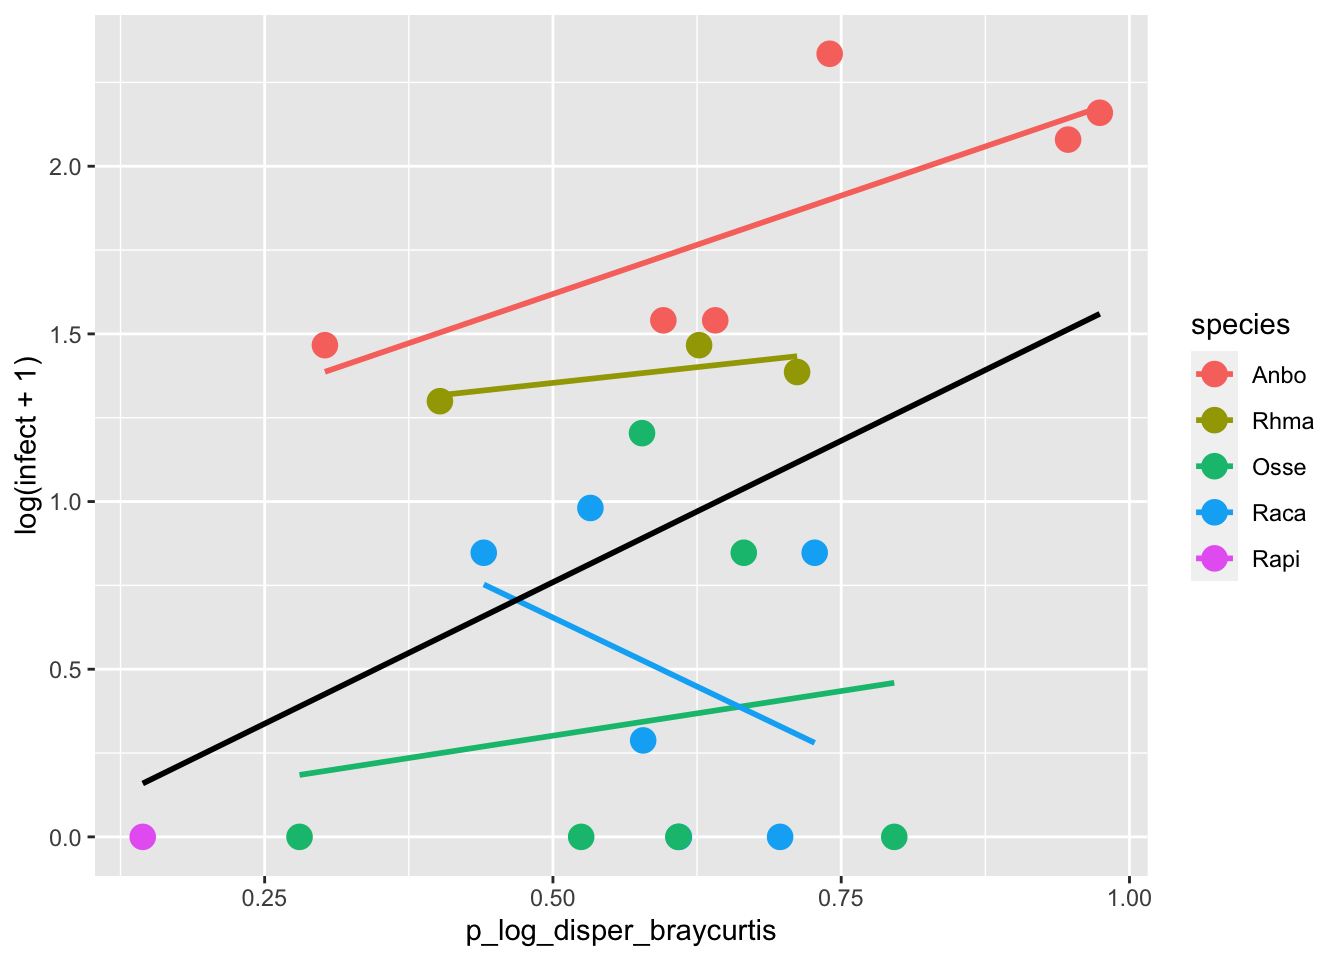 log(infect + 1)
2.0
1.5
1.0
0.5
0.0
0.25
0.50
0.75
1.00
p_log_disper_braycurtis
species
Anbo
Rhma
Osse
Raca
Rapi